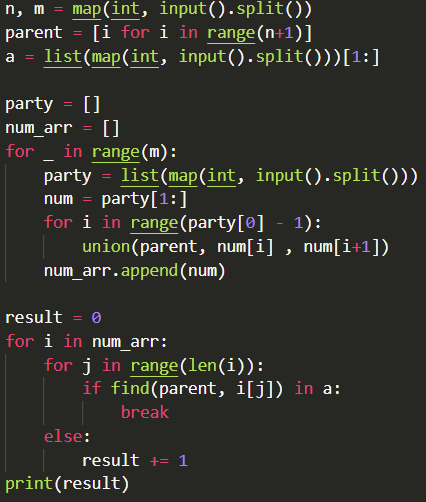 n, m = map(int, input().split())
parent = [i for i in range(n+1)]
a = list(map(int, input().split()))[1:]

party = []
num_arr = []
for _ in range(m):
    party = list(map(int, input().split()))
    num = party[1:]
    for i in range(party[0] - 1):
        union(parent, num[i] , num[i+1])
    num_arr.append(num)

result = 0
for i in num_arr:
    for j in range(len(i)):
        if find(parent, i[j]) in a:
            break
    else:
        result += 1
print(result)